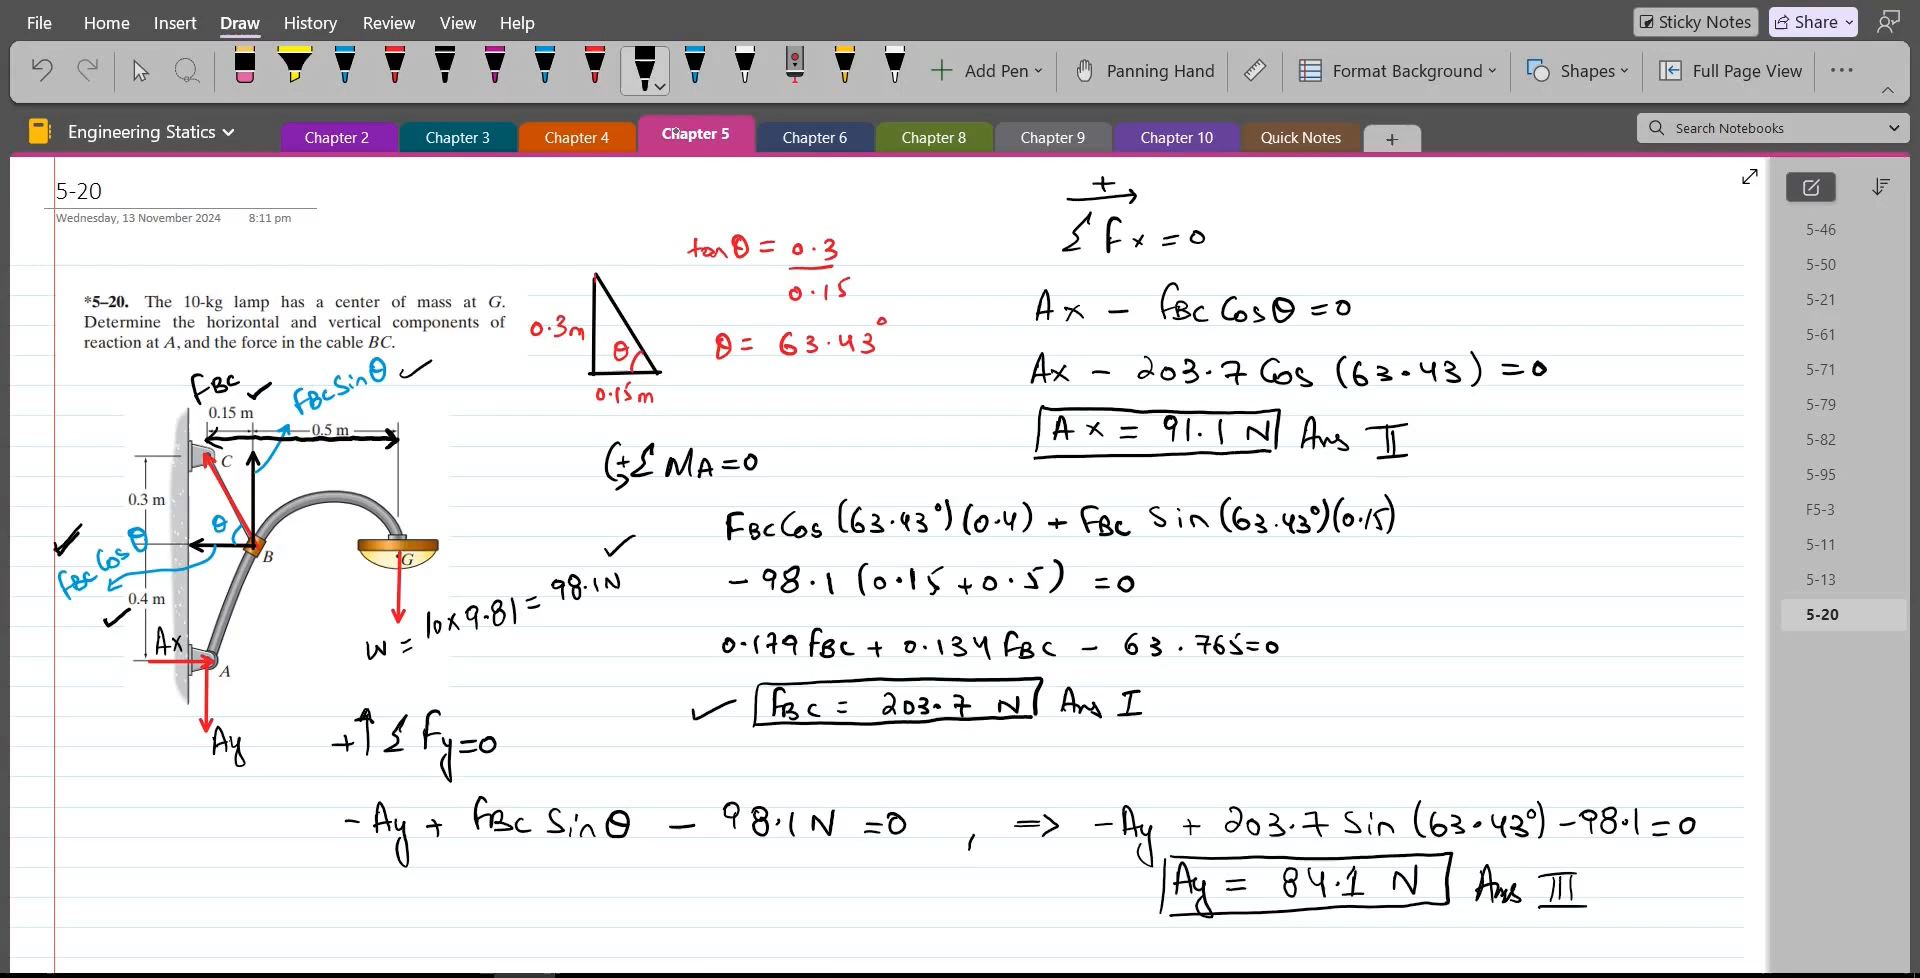 File Home Insert Draw History Review View Help
Sticky Notes Share
Add Pen Panning Hand Format Background Shapes Full Page View
Engineering Statics Chapter 2 Chapter 3 Chapter 4 Chapter 5 Chapter 6 Chapter 8 Chapter 9 Chapter 10 Quick Notes + Search Notebooks
5-20
Wednesday, 13 November 2024 8:11 pm
*5–20. The 10-kg lamp has a center of mass at G.
Determine the horizontal and vertical components of
reaction at A, and the force in the cable BC.
FBC
FBC Sinθ
0.15 m
0.5 m
C
0.3 m
θ
FBC Cosθ
B
G
0.4 m
Ax
A
Ay
W = 10 x 9.81 = 98.1N
0.3m
θ
0.15m
tanθ = 0.3
0.15
θ = 63.43°
+
Σ Fx = 0
Ax - FBC Cosθ = 0
Ax - 203.7 Cos (63.43) = 0
Ax = 91.1 N Ans II
(+ Σ MA = 0
FBC Cos (63.43°)(0.4) + FBC Sin (63.43°)(0.15)
- 98.1 (0.15 + 0.5) = 0
0.179 FBC + 0.134 FBC - 63.765 = 0
FBC = 203.7 N Ans I
+↑ Σ Fy = 0
- Ay + FBC Sinθ - 98.1 N = 0 , => - Ay + 203.7 Sin (63.43°) - 98.1 = 0
Ay = 84.1 N Ans III
5-46
5-50
5-21
5-61
5-71
5-79
5-82
5-95
F5-3
5-11
5-13
5-20